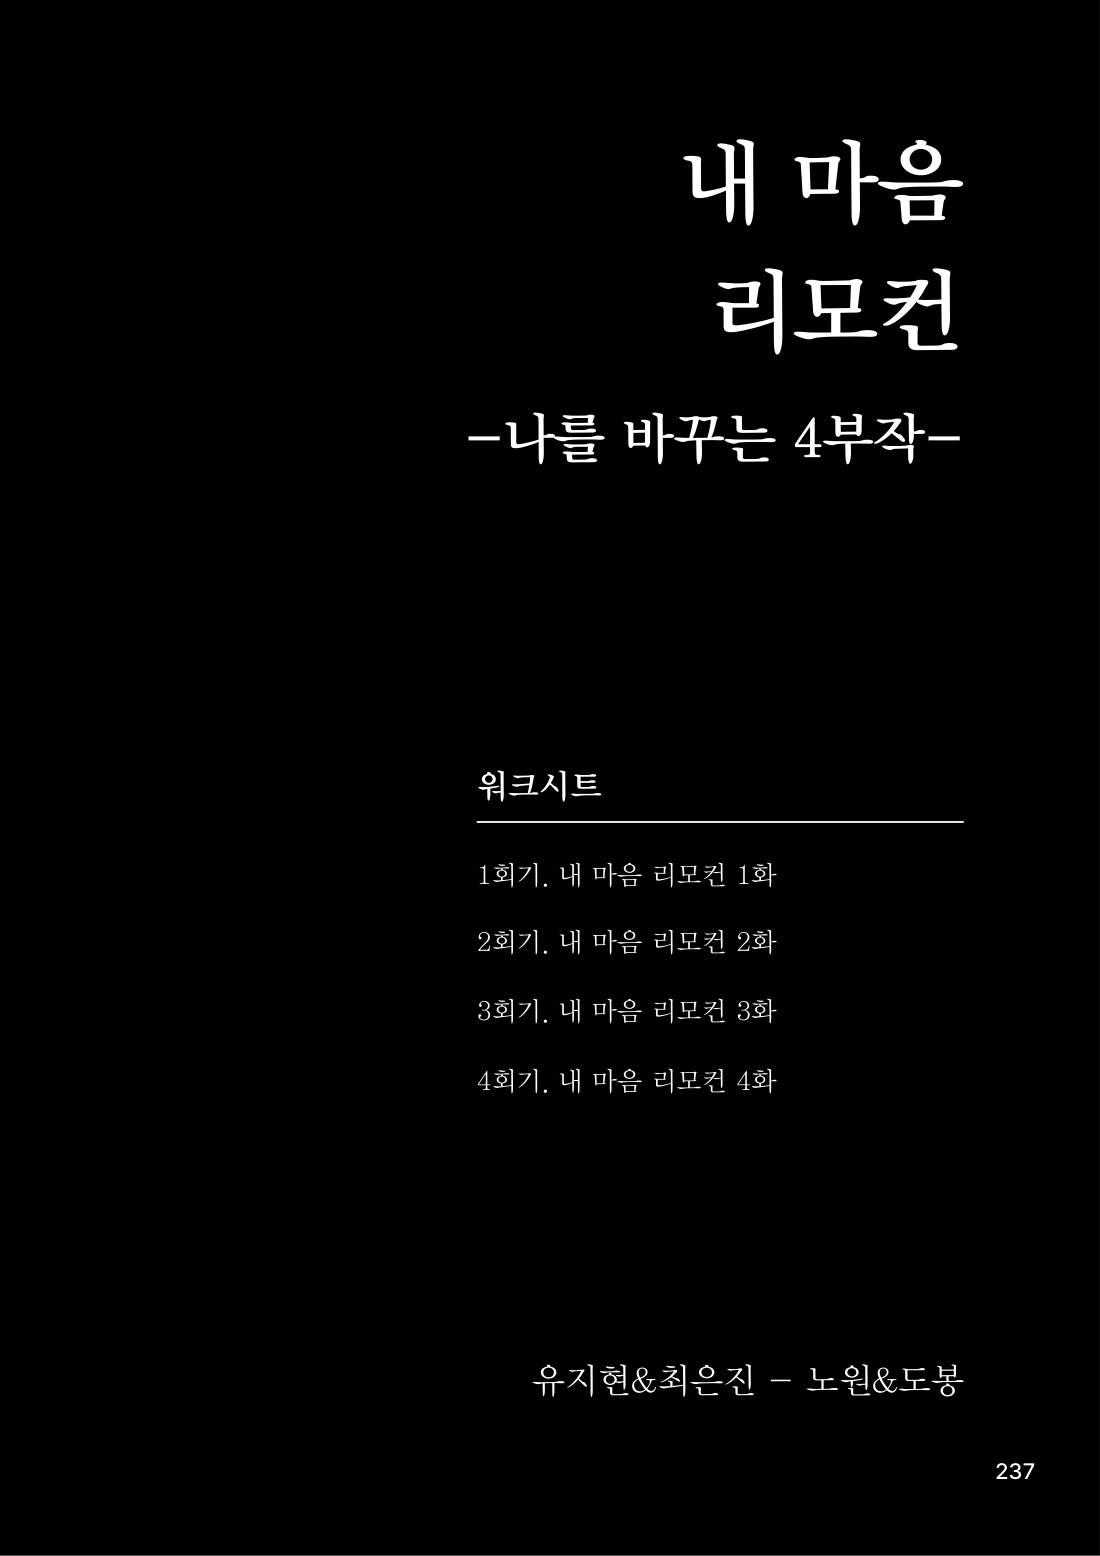 내 마음
리모컨
-나를 바꾸는 4부작-
워크시트
1회기. 내 마음 리모컨 1화
2회기. 내 마음 리모컨 2화
3회기. 내 마음 리모컨 3화
4회기. 내 마음 리모컨 4화
유지현&최은진 - 노원&도봉
237